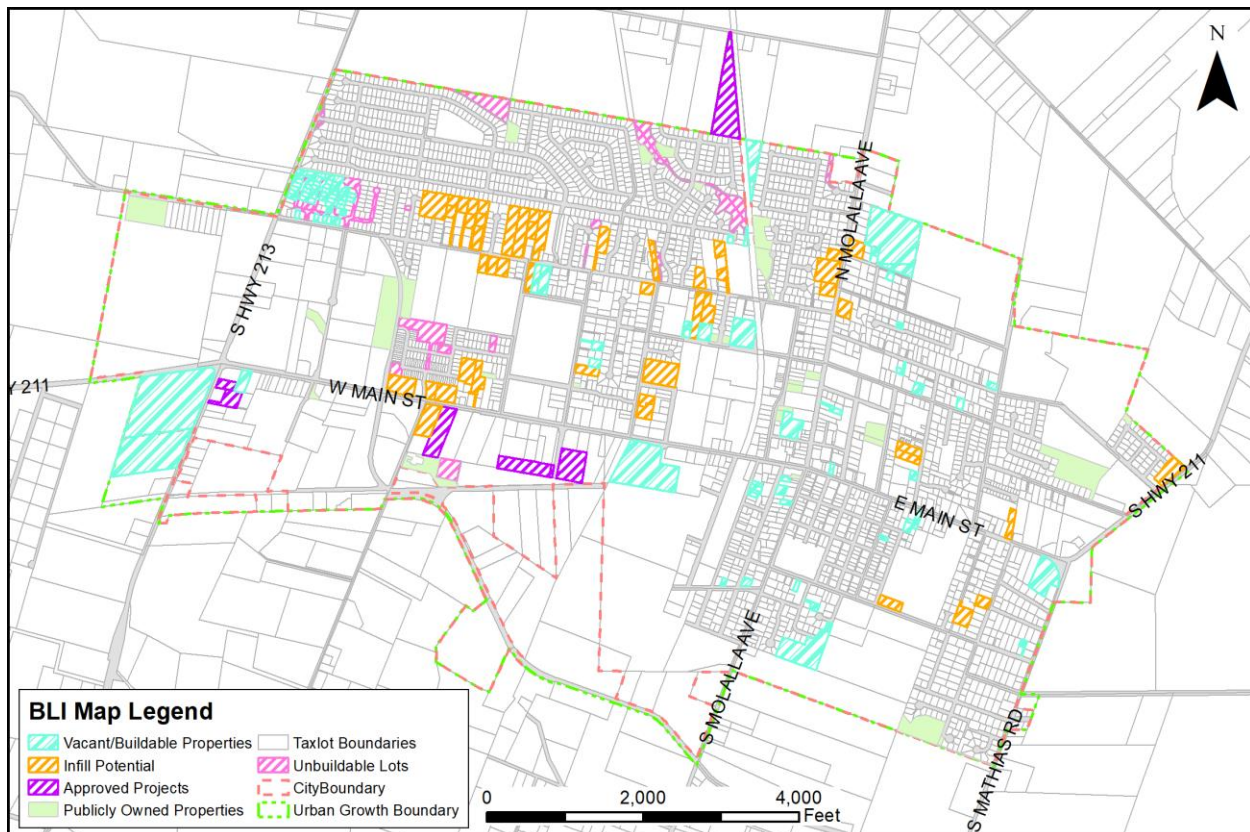 N
N MOLALLA AVE
S HWY 213
Y 211
W MAIN ST
S HWY 211
E MAIN ST
S MOLALLA AVE
S MATHIAS RD
BLI Map Legend
Vacant/Buildable Properties
Taxlot Boundaries
Infill Potential
Unbuildable Lots
Approved Projects
CityBoundary
Publicly Owned Properties
Urban Growth Boundary
0 2,000 4,000
Feet